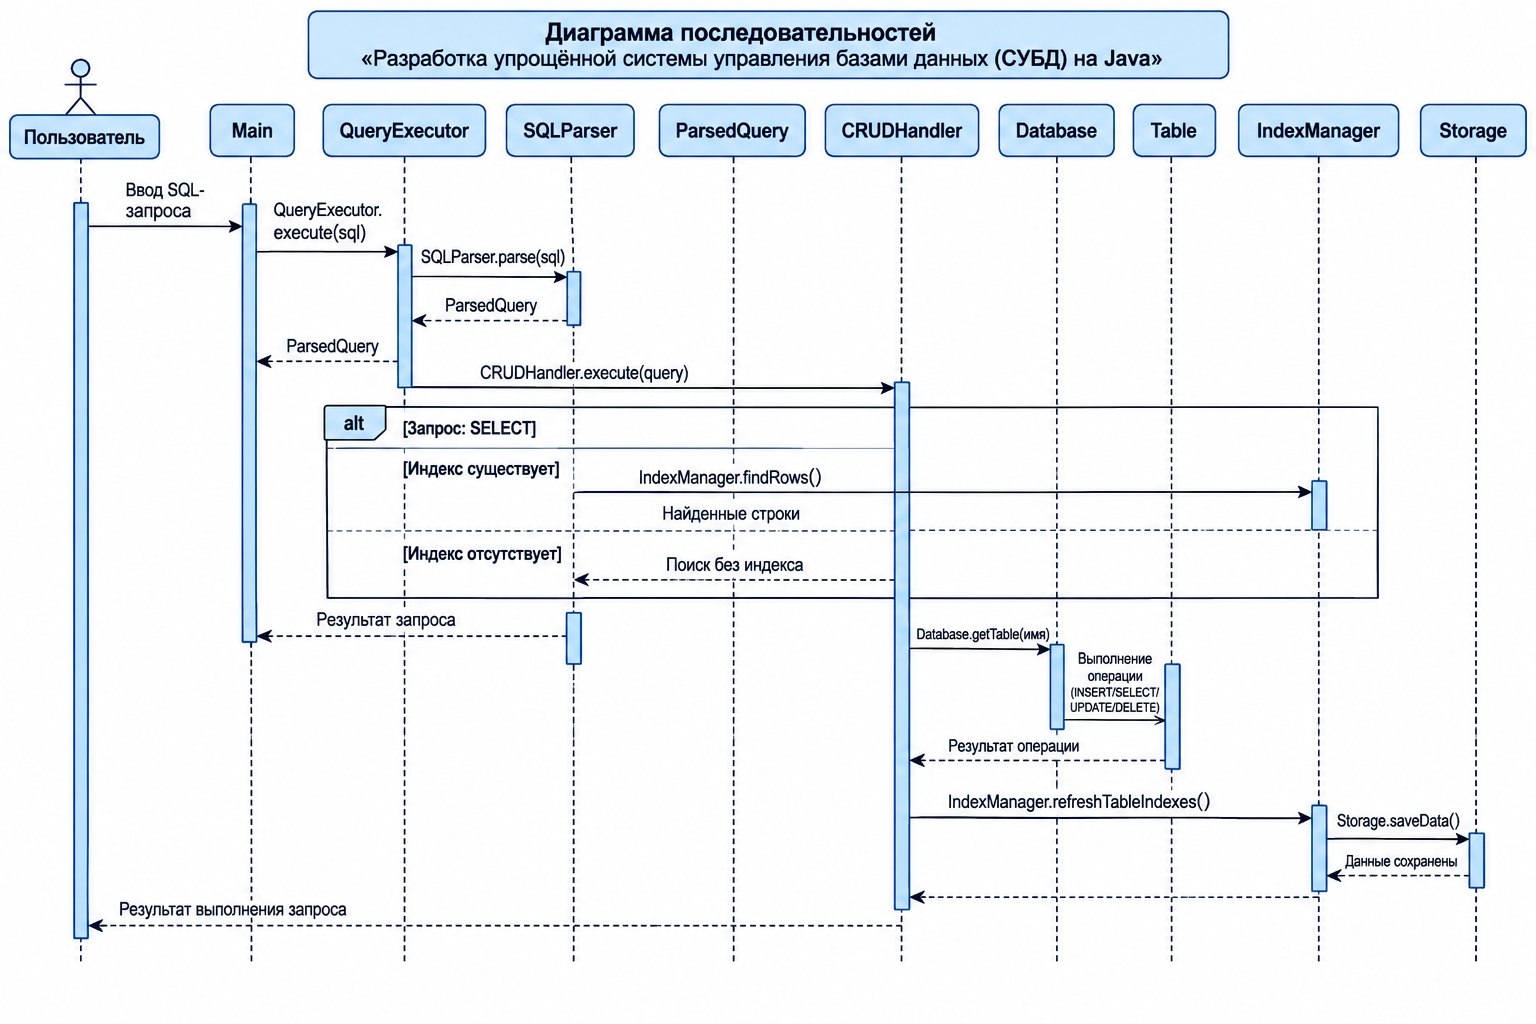 Диаграмма последовательностей
«Разработка упрощённой системы управления базами данных (СУБД) на Java»
Пользователь
Main
QueryExecutor
SQLParser
ParsedQuery
CRUDHandler
Database
Table
IndexManager
Storage
Ввод SQL-
запроса
QueryExecutor.
execute(sql)
SQLParser.parse(sql)
ParsedQuery
ParsedQuery
CRUDHandler.execute(query)
alt
[Запрос: SELECT]
[Индекс существует]
IndexManager.findRows()
Найденные строки
[Индекс отсутствует]
Поиск без индекса
Результат запроса
Database.getTable(имя)
Выполнение
операции
(INSERT/SELECT/
UPDATE/DELETE)
Результат операции
IndexManager.refreshTableIndexes()
Storage.saveData()
Данные сохранены
Результат выполнения запроса